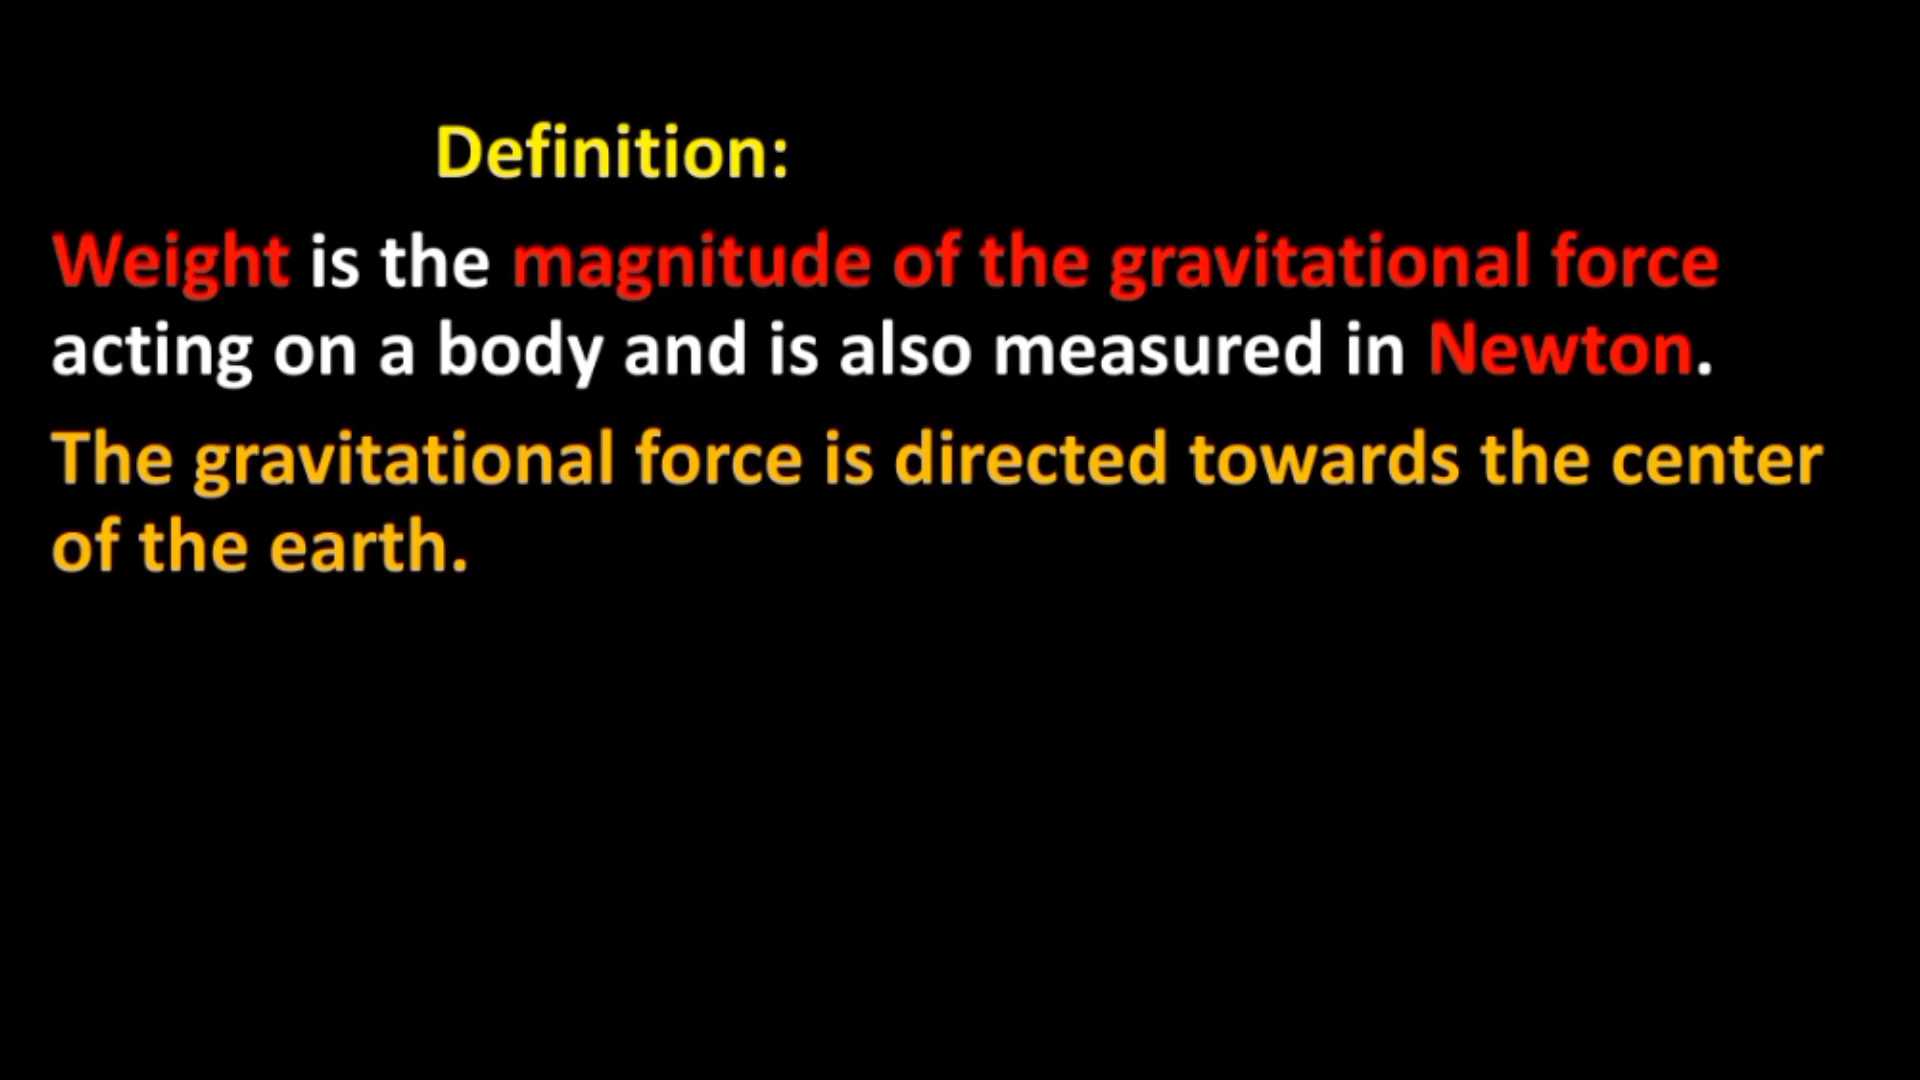 Definition:
Weight is the magnitude of the gravitational force
acting on a body and is also measured in Newton.
The gravitational force is directed towards the center
of the earth.